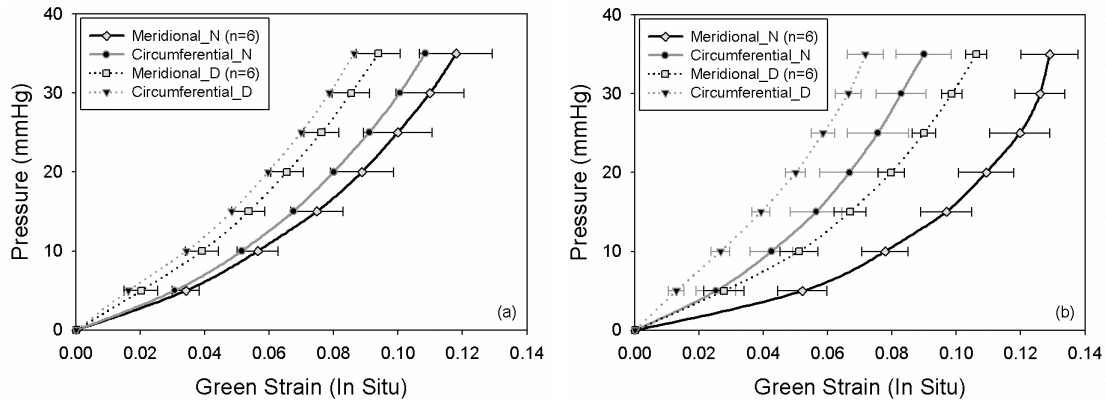 Meridional_N (n=6)
Circumferential_N
Meridional_D (n=6)
Circumferential_D
Pressure (mmHg)
40
30
20
10
0
0.00 0.02 0.04 0.06 0.08 0.10 0.12 0.14
Green Strain (In Situ)
(a)
Meridional_N (n=6)
Circumferential_N
Meridional_D (n=6)
Circumferential_D
Pressure (mmHg)
40
30
20
10
0
0.00 0.02 0.04 0.06 0.08 0.10 0.12 0.14
Green Strain (In Situ)
(b)